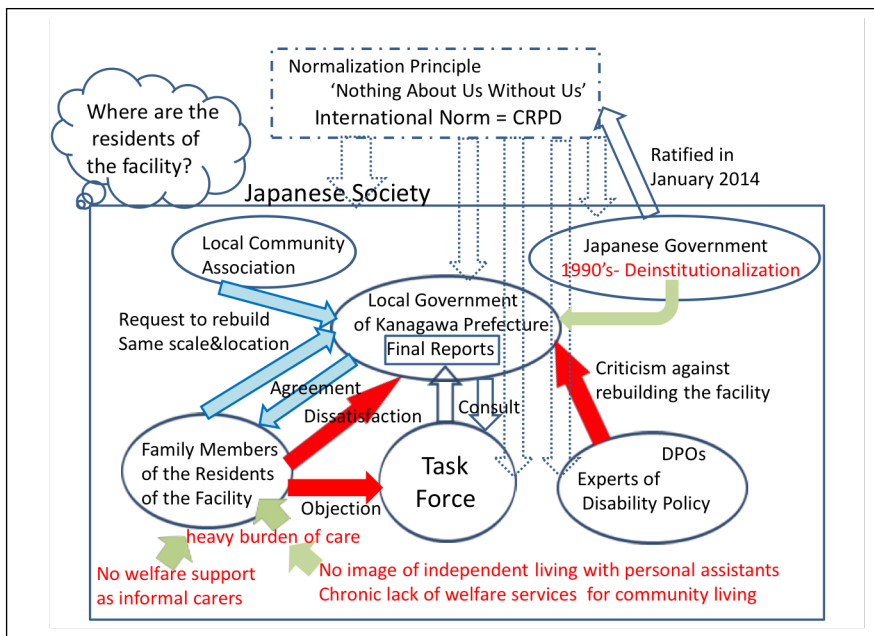 Normalization Principle
‘Nothing About Us Without Us’
International Norm = CRPD
Where are the
residents of
the facility?
Ratified in
January 2014
Japanese Society
Local Community
Association
Japanese Government
1990’s- Deinstitutionalization
Local Government
of Kanagawa Prefecture
Final Reports
Request to rebuild
Same scale&location
Agreement
Dissatisfaction
Consult
Criticism against
rebuilding the facility
Family Members
of the Residents
of the Facility
Objection
Task
Force
DPOs
Experts of
Disability Policy
heavy burden of care
No welfare support
as informal carers
No image of independent living with personal assistants
Chronic lack of welfare services for community living